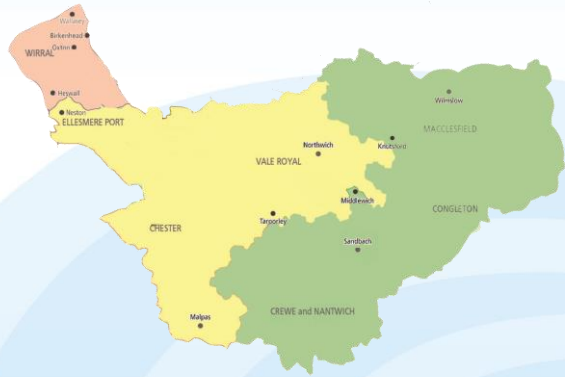 Wallasey
Birkenhead
Oxton
WIRRAL
Heswall
Neston
ELLESMERE PORT
Wilmslow
MACCLESFIELD
Knutsford
Northwich
VALE ROYAL
Middlewich
CONGLETON
Tarporley
CHESTER
Sandbach
CREWE and NANTWICH
Malpas